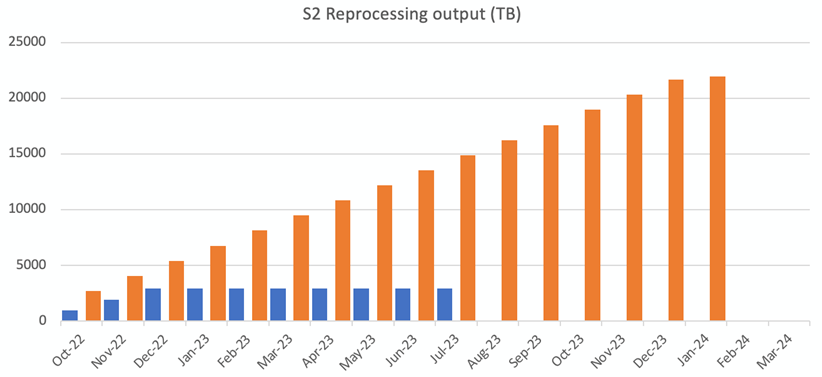 S2 Reprocessing output (TB)
25000
20000
15000
10000
5000
0
Oct-22
Nov-22
Dec-22
Jan-23
Feb-23
Mar-23
Apr-23
May-23
Jun-23
Jul-23
Aug-23
Sep-23
Oct-23
Nov-23
Dec-23
Jan-24
Feb-24
Mar-24